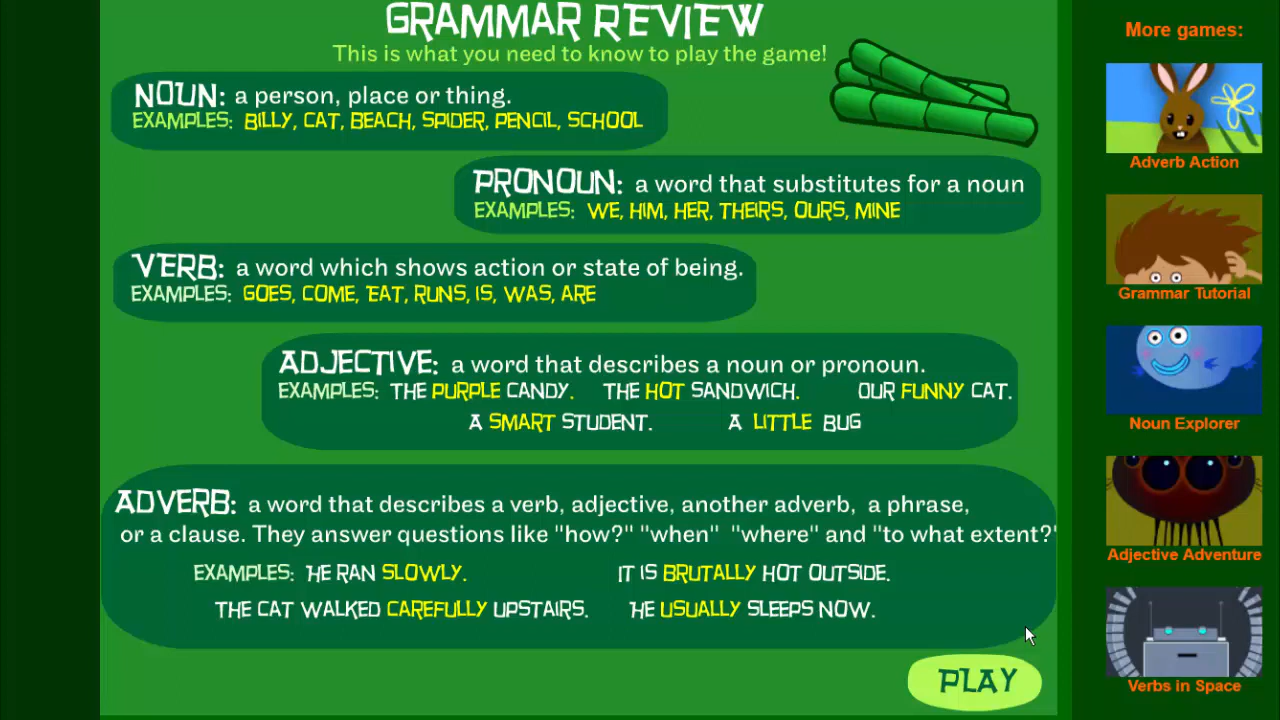 GRAMMAR REVIEW
This is what you need to know to play the game!
NOUN: a person, place or thing.
EXAMPLES: BILLY, CAT, BEACH, SPIDER, PENCIL, SCHOOL
PRONOUN: a word that substitutes for a noun
EXAMPLES: WE, HIM, HER, THEIRS, OURS, MINE
VERB: a word which shows action or state of being.
EXAMPLES: GOES, COME, EAT, RUNS, IS, WAS, ARE
ADJECTIVE: a word that describes a noun or pronoun.
EXAMPLES: THE PURPLE CANDY. THE HOT SANDWICH. OUR FUNNY CAT.
A SMART STUDENT. A LITTLE BUG
ADVERB: a word that describes a verb, adjective, another adverb, a phrase,
or a clause. They answer questions like "how?" "when" "where" and "to what extent?"
EXAMPLES: HE RAN SLOWLY. IT IS BRUTALLY HOT OUTSIDE.
THE CAT WALKED CAREFULLY UPSTAIRS. HE USUALLY SLEEPS NOW.
PLAY
More games:
Adverb Action
Grammar Tutorial
Noun Explorer
Adjective Adventure
Verbs in Space